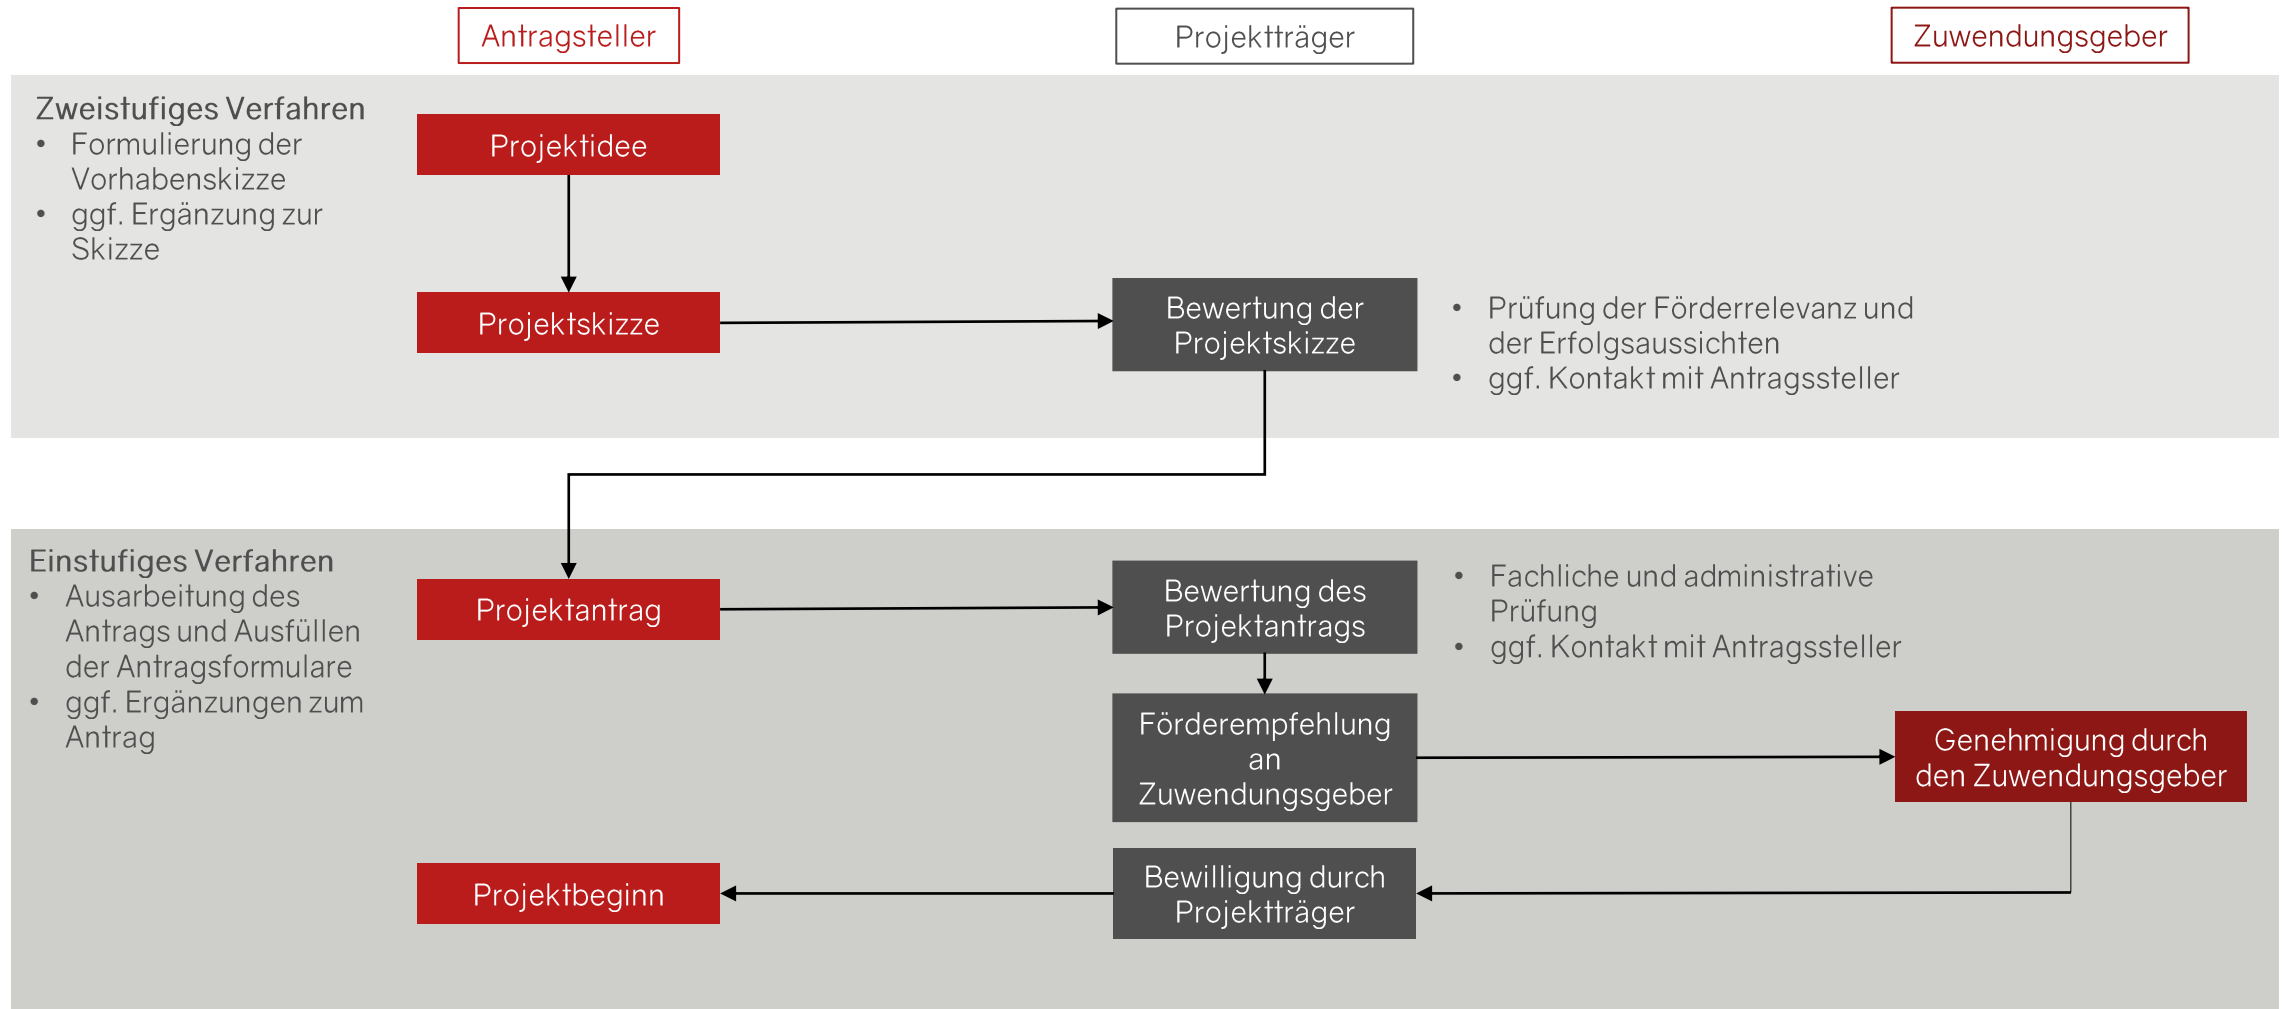 Antragsteller
Projektträger
Zuwendungsgeber
Zweistufiges Verfahren
• Formulierung der
Vorhabenskizze
• ggf. Ergänzung zur
Skizze
Projektidee
Projektskizze
Bewertung der
Projektskizze
• Prüfung der Förderrelevanz und
der Erfolgsaussichten
• ggf. Kontakt mit Antragssteller
Einstufiges Verfahren
• Ausarbeitung des
Antrags und Ausfüllen
der Antragsformulare
• ggf. Ergänzungen zum
Antrag
Projektantrag
Bewertung des
Projektantrags
• Fachliche und administrative
Prüfung
• ggf. Kontakt mit Antragssteller
Förderempfehlung
an
Zuwendungsgeber
Genehmigung durch
den Zuwendungsgeber
Projektbeginn
Bewilligung durch
Projektträger